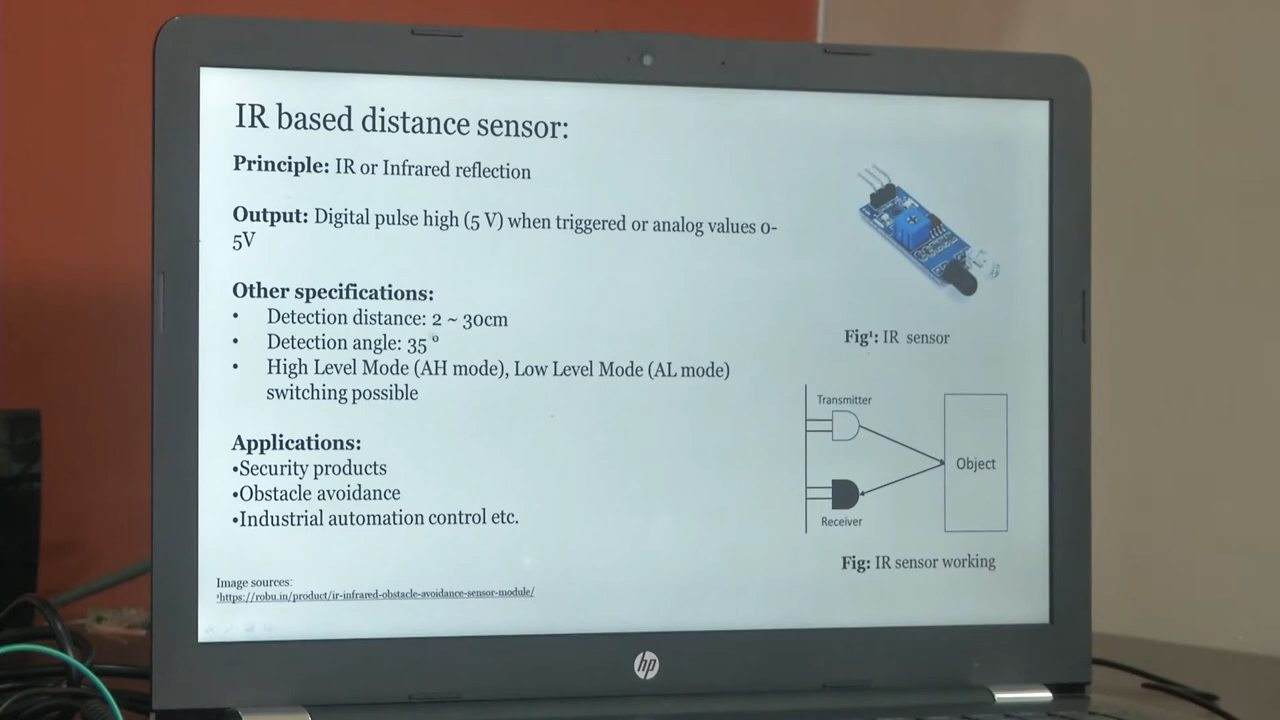 IR based distance sensor:
Principle: IR or Infrared reflection
Output: Digital pulse high (5 V) when triggered or analog values 0-
5V
Other specifications:
• Detection distance: 2 ~ 30cm
• Detection angle: 35 º
• High Level Mode (AH mode), Low Level Mode (AL mode)
switching possible
Applications:
•Security products
•Obstacle avoidance
•Industrial automation control etc.
Image sources:
¹https://robu.in/product/ir-infrared-obstacle-avoidance-sensor-module/
Fig¹: IR sensor
Transmitter
Object
Receiver
Fig: IR sensor working
hp